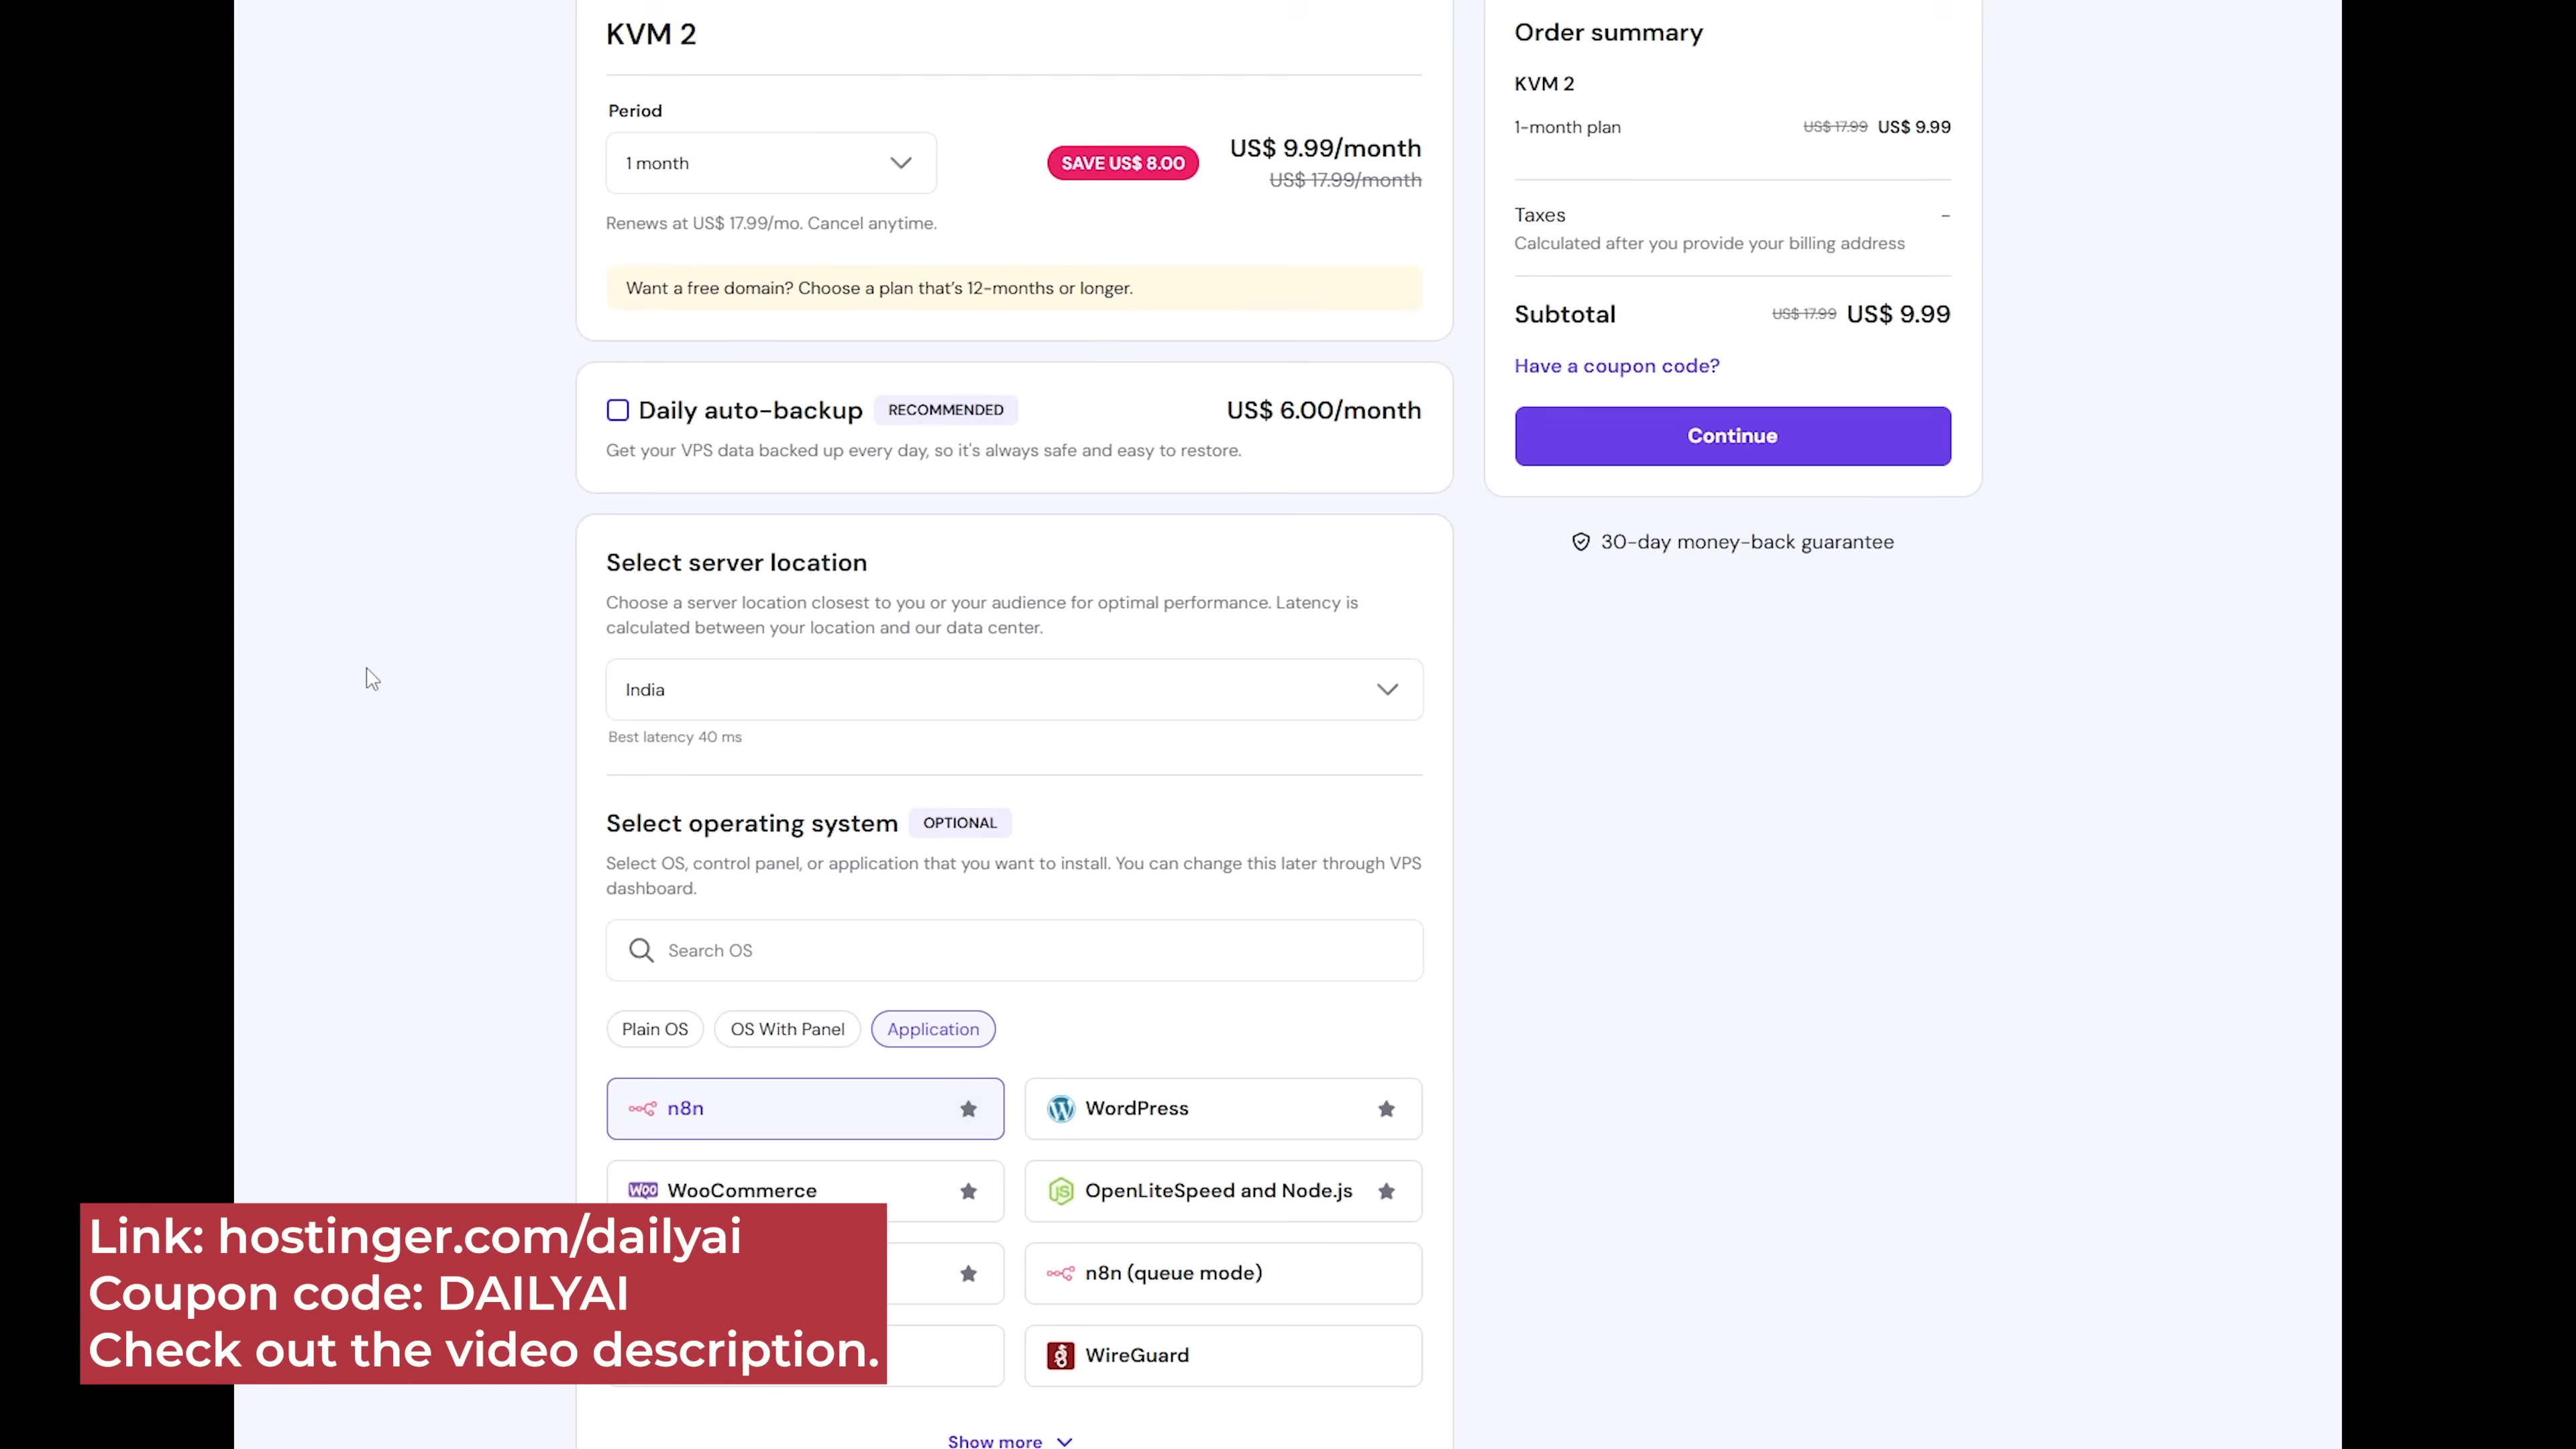 KVM 2
Period
1 month
SAVE US$ 8.00
US$ 9.99/month
US$ 17.99/month
Renews at US$ 17.99/mo. Cancel anytime.
Want a free domain? Choose a plan that's 12-months or longer.
Daily auto-backup
RECOMMENDED
US$ 6.00/month
Get your VPS data backed up every day, so it's always safe and easy to restore.
Select server location
Choose a server location closest to you or your audience for optimal performance. Latency is
calculated between your location and our data center.
India
Best latency 40 ms
Select operating system
OPTIONAL
Select OS, control panel, or application that you want to install. You can change this later through VPS
dashboard.
Search OS
Plain OS
OS With Panel
Application
n8n
WordPress
WOO WooCommerce
OpenLiteSpeed and Node.js
n8n (queue mode)
WireGuard
Show more
Order summary
KVM 2
1-month plan
US$ 17.99 US$ 9.99
Taxes
-
Calculated after you provide your billing address
Subtotal
US$ 17.99 US$ 9.99
Have a coupon code?
Continue
30-day money-back guarantee
Link: hostinger.com/dailyai
Coupon code: DAILYAI
Check out the video description.